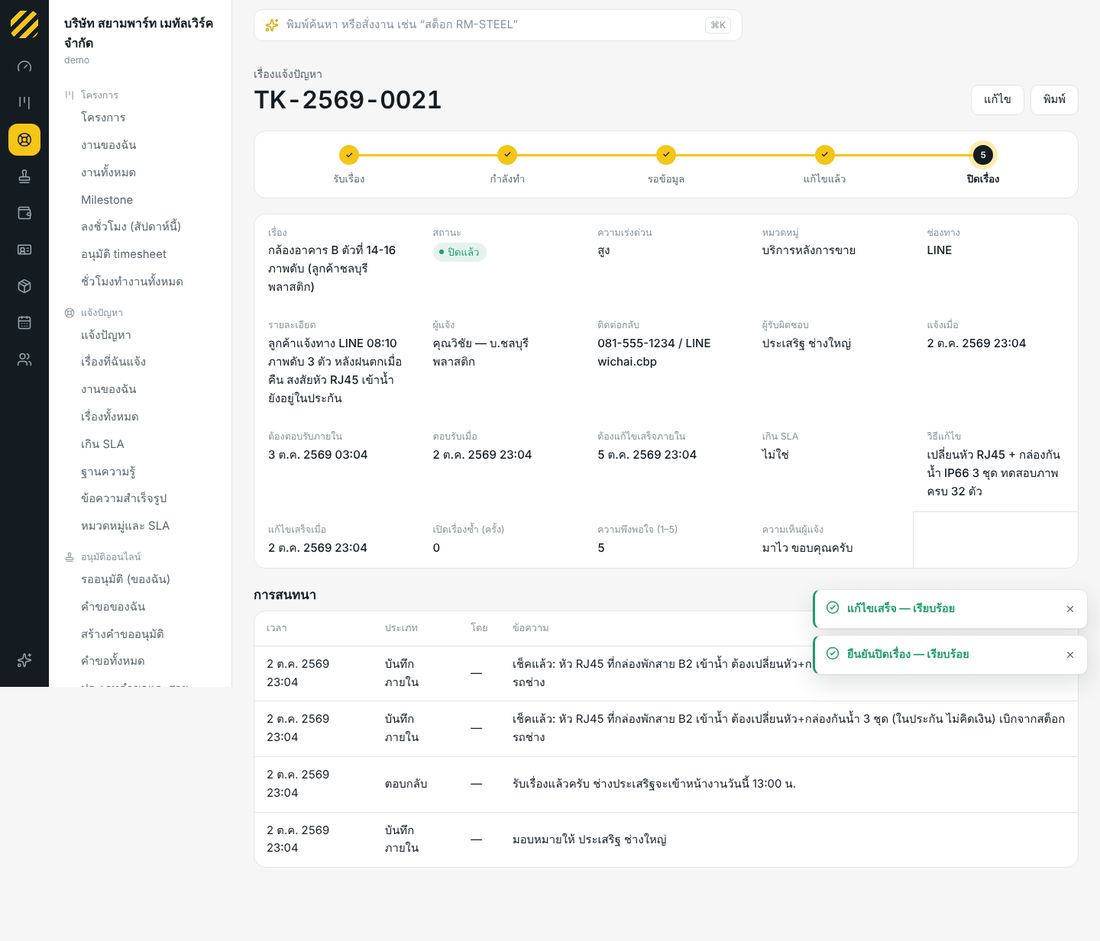 บริษัท สยามพาร์ท เมทัลเวิร์ค
จำกัด
demo
โครงการ
โครงการ
งานของฉัน
งานทั้งหมด
Milestone
ลงชั่วโมง (สัปดาห์นี้)
อนุมัติ timesheet
ชั่วโมงทำงานทั้งหมด
แจ้งปัญหา
แจ้งปัญหา
เรื่องที่ฉันแจ้ง
งานของฉัน
เรื่องทั้งหมด
เกิน SLA
ฐานความรู้
ข้อความสำเร็จรูป
หมวดหมู่และ SLA
อนุมัติออนไลน์
รออนุมัติ (ของฉัน)
คำขอของฉัน
สร้างคำขออนุมัติ
คำขอทั้งหมด
พิมพ์ค้นหา หรือสั่งงาน เช่น "สต็อก RM-STEEL"
⌘K
เรื่องแจ้งปัญหา
TK-2569-0021
แก้ไข
พิมพ์
5
รับเรื่อง
กำลังทำ
รอข้อมูล
แก้ไขแล้ว
ปิดเรื่อง
เรื่อง
กล้องอาคาร B ตัวที่ 14-16
ภาพดับ (ลูกค้าชลบุรี
พลาสติก)
สถานะ
ปิดแล้ว
ความเร่งด่วน
สูง
หมวดหมู่
บริการหลังการขาย
ช่องทาง
LINE
รายละเอียด
ลูกค้าแจ้งทาง LINE 08:10
ภาพดับ 3 ตัว หลังฝนตกเมื่อ
คืน สงสัยหัว RJ45 เข้าน้ำ
ยังอยู่ในประกัน
ผู้แจ้ง
คุณวิชัย — บ.ชลบุรี
พลาสติก
ติดต่อกลับ
081-555-1234 / LINE
wichai.cbp
ผู้รับผิดชอบ
ประเสริฐ ช่างใหญ่
แจ้งเมื่อ
2 ต.ค. 2569 23:04
ต้องตอบรับภายใน
3 ต.ค. 2569 03:04
ตอบรับเมื่อ
2 ต.ค. 2569 23:04
ต้องแก้ไขเสร็จภายใน
5 ต.ค. 2569 23:04
เกิน SLA
ไม่ใช่
วิธีแก้ไข
เปลี่ยนหัว RJ45 + กล่องกัน
น้ำ IP66 3 ชุด ทดสอบภาพ
ครบ 32 ตัว
แก้ไขเสร็จเมื่อ
2 ต.ค. 2569 23:04
เปิดเรื่องซ้ำ (ครั้ง)
0
ความพึงพอใจ (1–5)
5
ความเห็นผู้แจ้ง
มาไว ขอบคุณครับ
การสนทนา
แก้ไขเสร็จ — เรียบร้อย
ยืนยันปิดเรื่อง — เรียบร้อย
เวลา
ประเภท
โดย
ข้อความ
2 ต.ค. 2569
23:04
บันทึก
ภายใน
—
เช็คแล้ว: หัว RJ45 ที่กล่องพักสาย B2 เข้าน้ำ ต้องเปลี่ยนหัว+ก
รถช่าง
2 ต.ค. 2569
23:04
บันทึก
ภายใน
—
เช็คแล้ว: หัว RJ45 ที่กล่องพักสาย B2 เข้าน้ำ ต้องเปลี่ยนหัว+กล่องกันน้ำ 3 ชุด (ในประกัน ไม่คิดเงิน) เบิกจากสต็อก
รถช่าง
2 ต.ค. 2569
23:04
ตอบกลับ
—
รับเรื่องแล้วครับ ช่างประเสริฐจะเข้าหน้างานวันนี้ 13:00 น.
2 ต.ค. 2569
23:04
บันทึก
ภายใน
—
มอบหมายให้ ประเสริฐ ช่างใหญ่